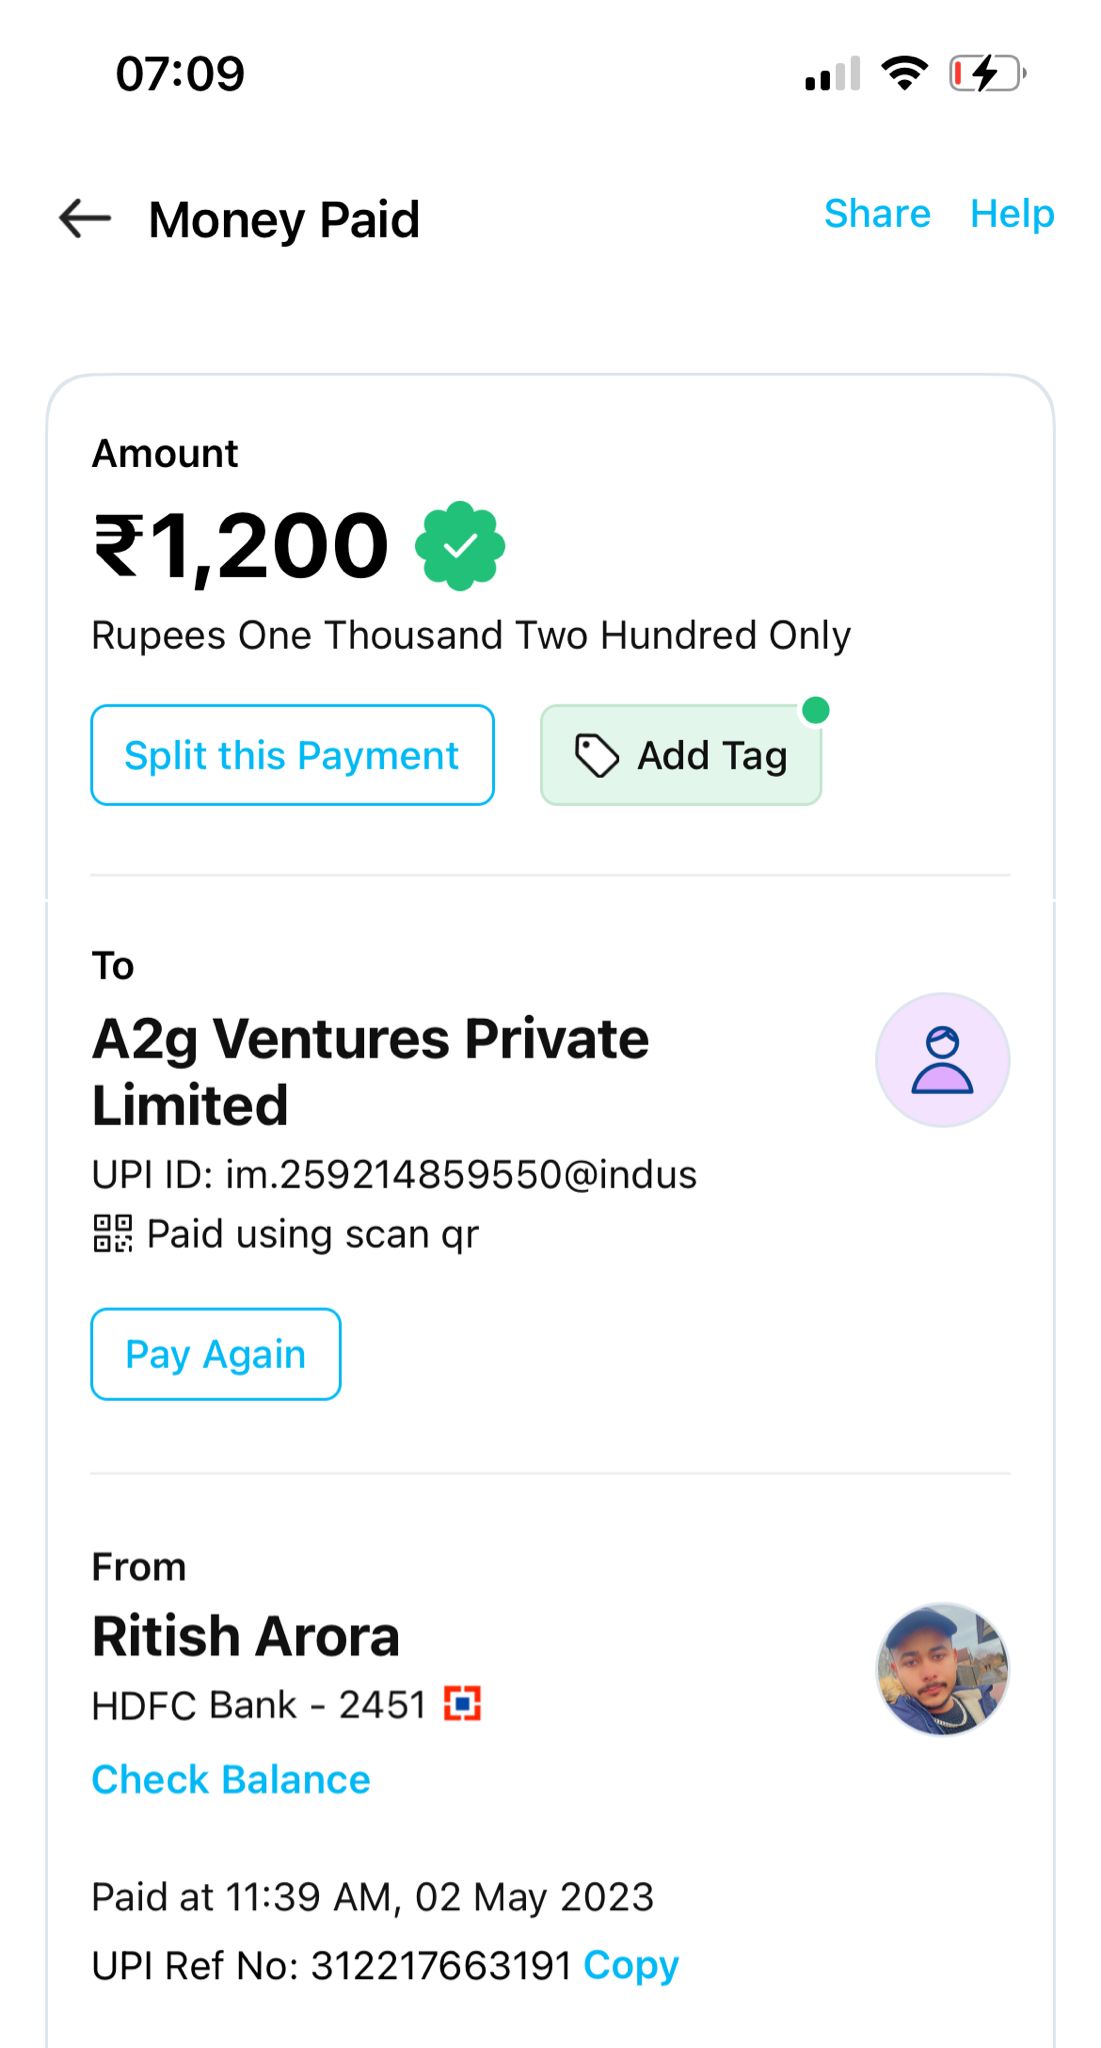 07:09
Money Paid
Share Help
Amount
₹1,200
Rupees One Thousand Two Hundred Only
Split this Payment
Add Tag
To
A2g Ventures Private
Limited
UPI ID: im.259214859550@indus
Paid using scan qr
Pay Again
From
Ritish Arora
HDFC Bank - 2451
Check Balance
Paid at 11:39 AM, 02 May 2023
UPI Ref No: 312217663191 Copy